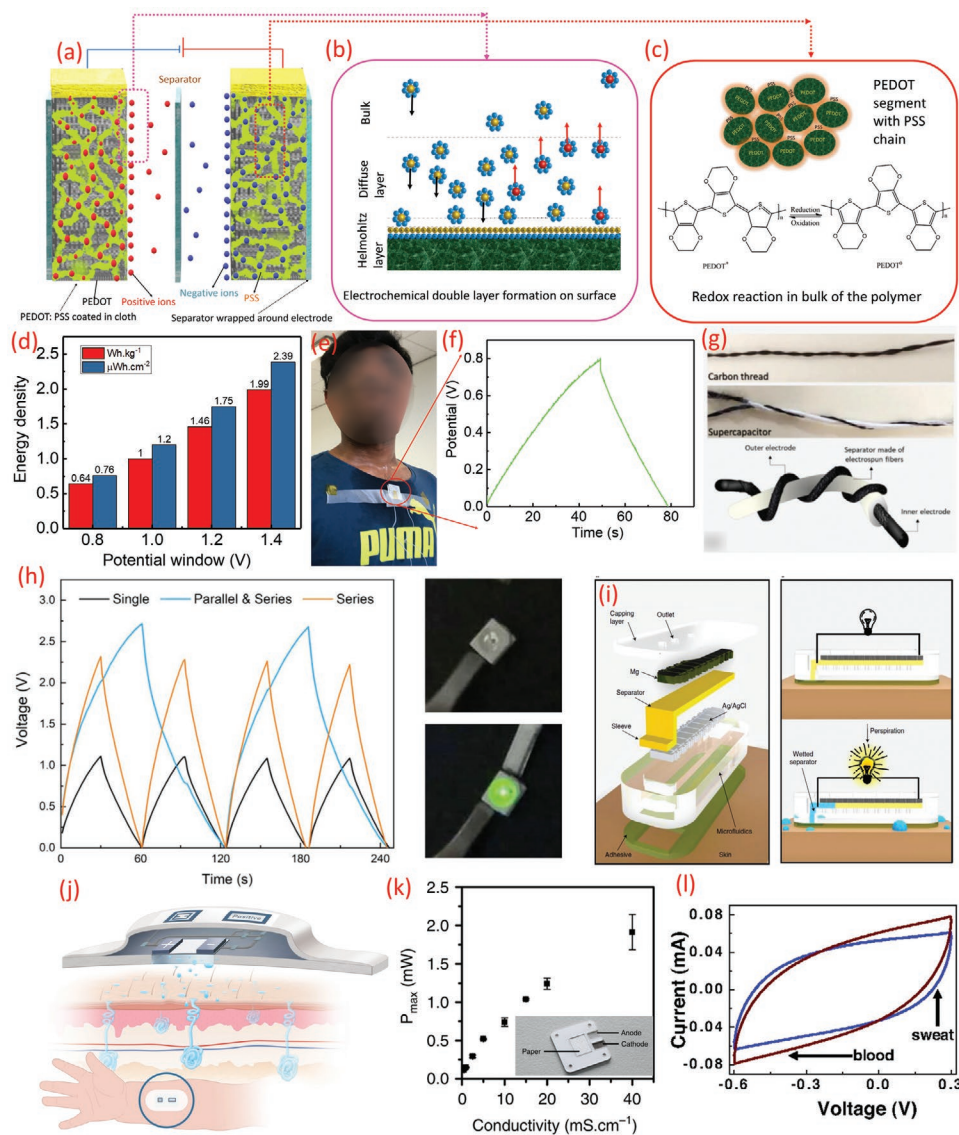 (a)
Separator
PEDOT
Positive ions
Negative ions
PSS
PEDOT: PSS coated in cloth
Separator wrapped around electrode
(b)
Bulk
Diffuse
layer
Helmohltz
layer
Electrochemical double layer formation on surface
(c)
PEDOT
segment
with PSS
chain
Reduction
Oxidation
PEDOT⁺
PEDOT⁰
Redox reaction in bulk of the polymer
(d)
Energy density
Wh.kg⁻¹
μWh.cm⁻²
2.5
2.0
1.5
1.0
0.5
0.0
0.64
0.76
1
1.2
1.46
1.75
1.99
2.39
0.8
1.0
1.2
1.4
Potential window (V)
(e)
PUMA
(f)
Potential (V)
0.8
0.4
0.0
0
20
40
60
80
Time (s)
(g)
Carbon thread
Supercapacitor
Outer electrode
Separator made of
electrospun fibers
Inner electrode
(h)
Single
Parallel & Series
Series
Voltage (V)
3.0
2.5
2.0
1.5
1.0
0.5
0.0
0
60
120
180
240
Time (s)
(i)
Capping
layer
Outlet
Mg
Separator
Ag/AgCl
Sleeve
Microfluidics
Adhesive
Skin
Perspiration
Wetted
separator
(j)
Positive
(k)
Pmax (mW)
2.5
2.0
1.5
1.0
0.5
0.0
Anode
Cathode
Paper
0
5
10
15
20
25
30
35
40
Conductivity (mS.cm⁻¹)
(l)
Current (mA)
0.08
0.04
0.00
-0.04
-0.08
sweat
blood
-0.6
-0.3
0.0
0.3
Voltage (V)